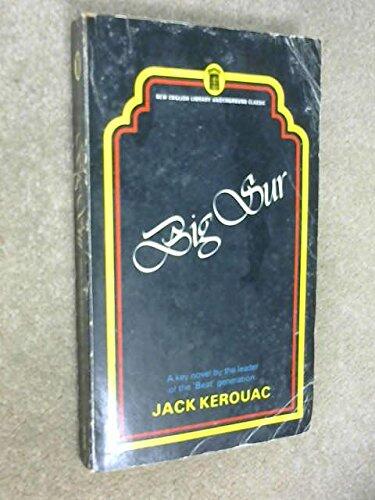 NEW ENGLISH LIBRARY UNDERGROUND CLASSIC
Big Sur
A key novel by the leader
of the 'Beat' generation
JACK KEROUAC